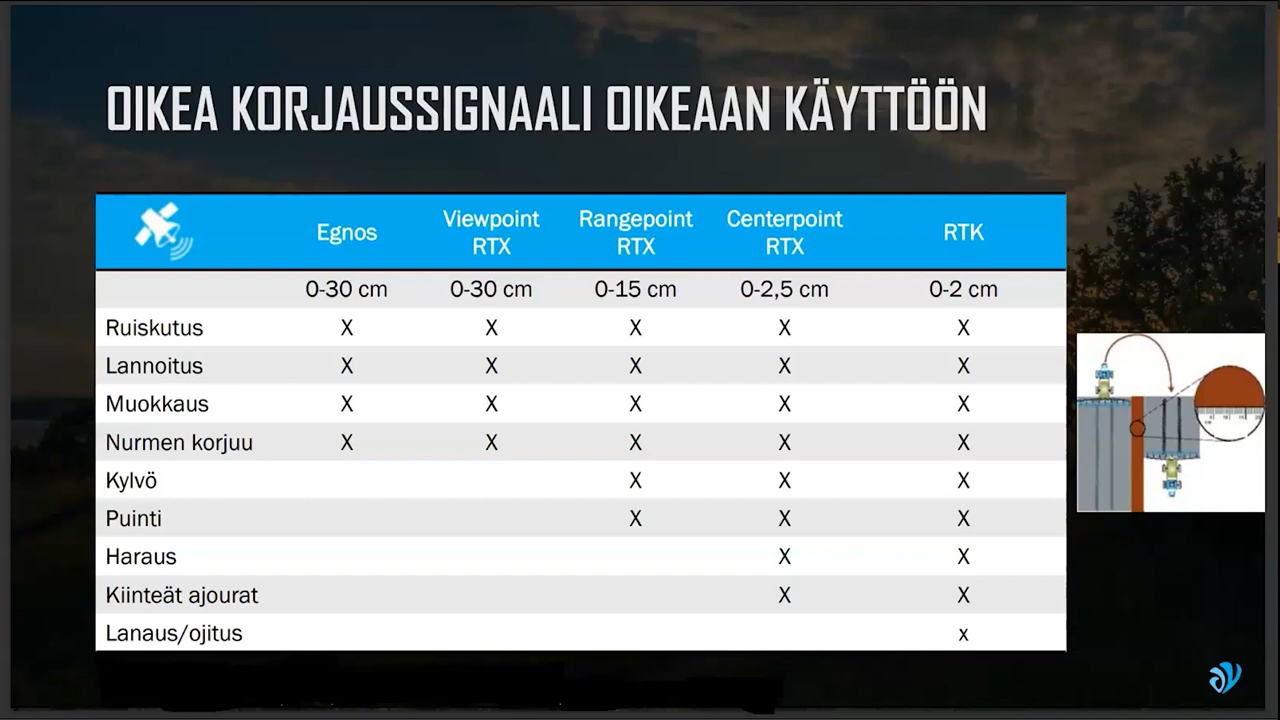 OIKEA KORJAUSSIGNAALI OIKEAAN KÄYTTÖÖN
Egnos Viewpoint RTX Rangepoint RTX Centerpoint RTX RTK
0-30 cm 0-30 cm 0-15 cm 0-2,5 cm 0-2 cm
Ruiskutus X X X X X
Lannoitus X X X X X
Muokkaus X X X X X
Nurmen korjuu X X X X X
Kylvö X X X
Puinti X X X
Haraus X X
Kiinteät ajourat X X
Lanaus/ojitus x